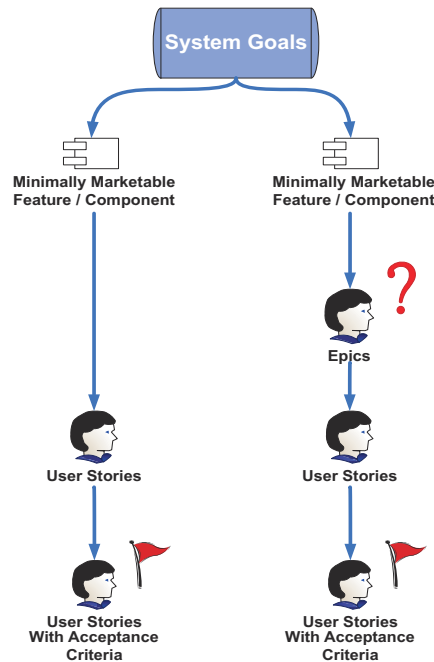 System Goals
Minimally Marketable
Feature / Component
Minimally Marketable
Feature / Component
?
Epics
User Stories
User Stories
User Stories
With Acceptance
Criteria
User Stories
With Acceptance
Criteria